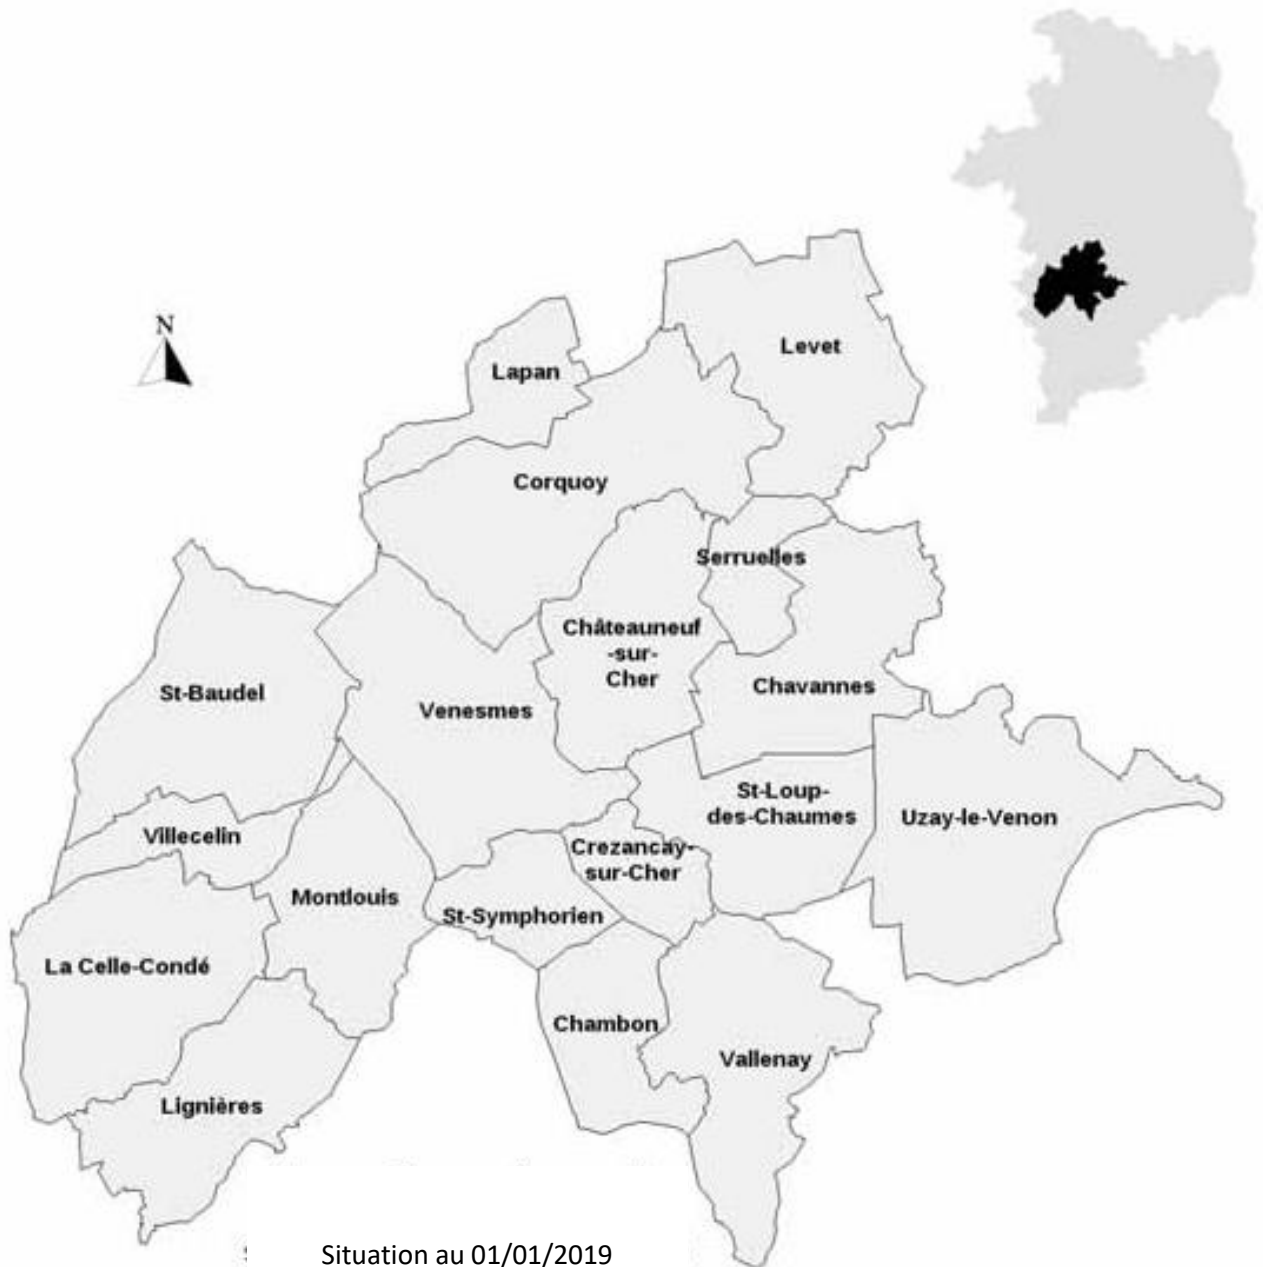 N
Levet
Lapan
Corquoy
Serruelles
Châteauneuf
-sur-
Cher
Chavannes
St-Baudel
Venesmes
St-Loup-
des-Chaumes
Uzay-le-Venon
Villecelin
Crezancay-
sur-Cher
Montlouis
St-Symphorien
La Celle-Condé
Chambon
Vallenay
Lignières
Situation au 01/01/2019